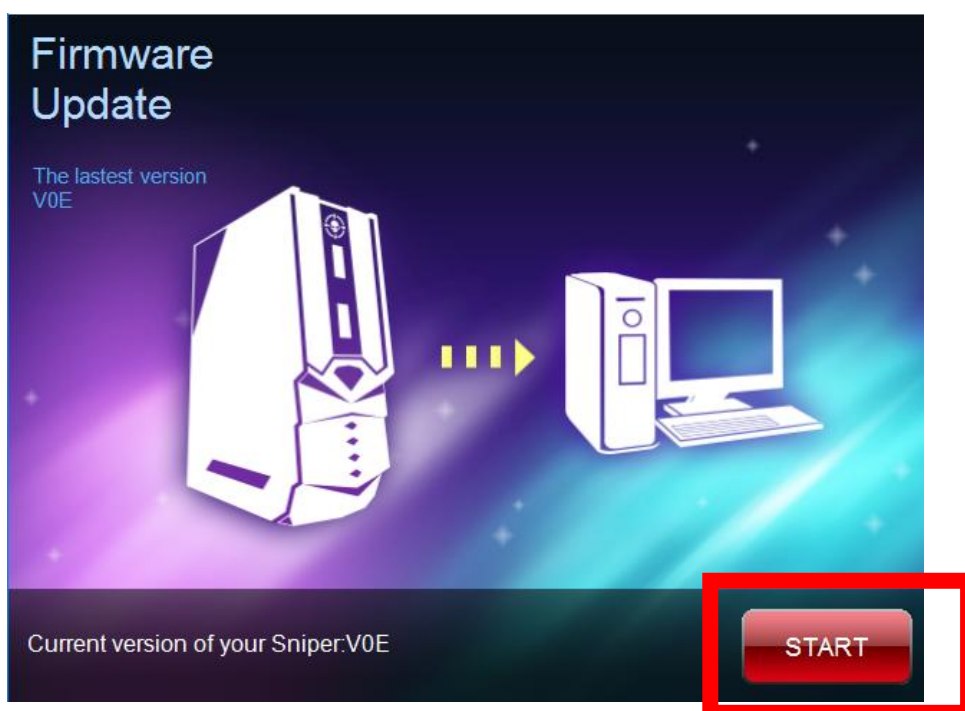 Firmware
Update
The lastest version
V0E
Current version of your Sniper:V0E
START